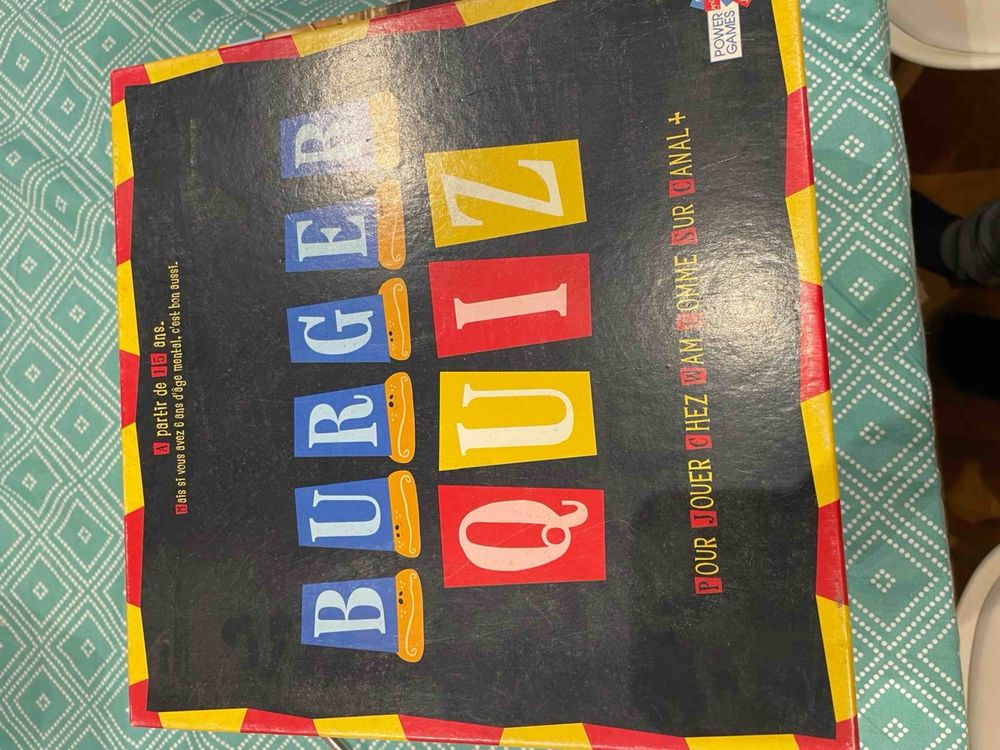 POWER
GAMES
A partir de 15 ans.
Mais si vous avez 6 ans d'âge mental, c'est bon aussi.
BURGER
QUIZ
POUR JOUER CHEZ WAM COMME SUR CANAL+